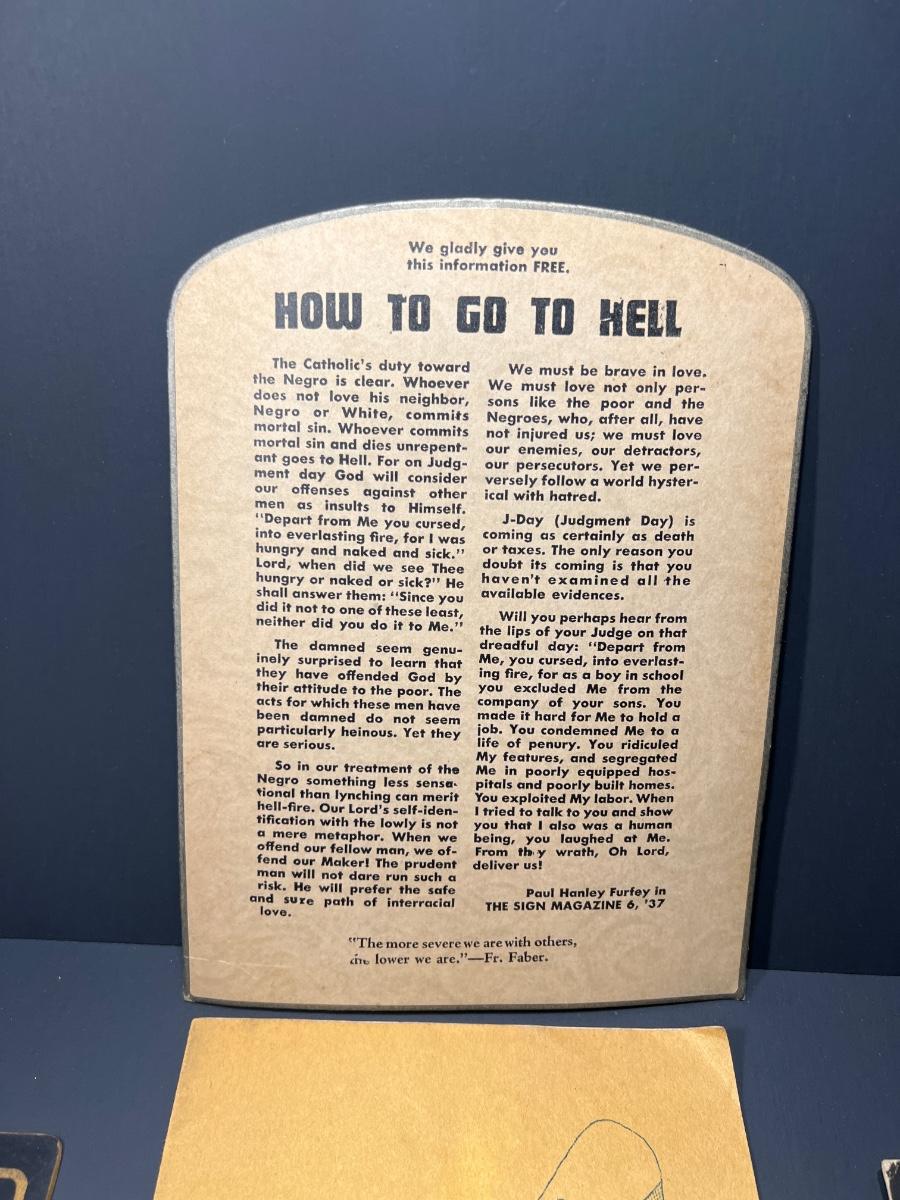 We gladly give you
this information FREE.
HOW TO GO TO HELL
The Catholic's duty toward
the Negro is clear. Whoever
does not love his neighbor,
Negro or White, commits
mortal sin. Whoever commits
mortal sin and dies unrepent-
ant goes to Hell. For on Judg-
ment day God will consider
our offenses against other
men as insults to Himself.
"Depart from Me you cursed,
into everlasting fire, for I was
hungry and naked and sick."
Lord, when did we see Thee
hungry or naked or sick?" He
shall answer them: "Since you
did it not to one of these least,
neither did you do it to Me."
The damned seem genu-
inely surprised to learn that
they have offended God by
their attitude to the poor. The
acts for which these men have
been damned do not seem
particularly heinous. Yet they
are serious.
So in our treatment of the
Negro something less sensa-
tional than lynching can merit
hell-fire. Our Lord's self-iden-
tification with the lowly is not
a mere metaphor. When we
offend our fellow man, we of-
fend our Maker! The prudent
man will not dare run such a
risk. He will prefer the safe
and sure path of interracial
love.
We must be brave in love.
We must love not only per-
sons like the poor and the
Negroes, who, after all, have
not injured us; we must love
our enemies, our detractors,
our persecutors. Yet we per-
versely follow a world hyster-
ical with hatred.
J-Day (Judgment Day) is
coming as certainly as death
or taxes. The only reason you
doubt its coming is that you
haven't examined all the
available evidences.
Will you perhaps hear from
the lips of your Judge on that
dreadful day: "Depart from
Me, you cursed, into everlast-
ing fire, for as a boy in school
you excluded Me from the
company of your sons. You
made it hard for Me to hold a
job. You condemned Me to a
life of penury. You ridiculed
My features, and segregated
Me in poorly equipped hos-
pitals and poorly built homes.
You exploited My labor. When
I tried to talk to you and show
you that I also was a human
being, you laughed at Me.
From thy wrath, Oh Lord,
deliver us!
Paul Hanley Furfey in
THE SIGN MAGAZINE 6, '37
"The more severe we are with others,
the lower we are."—Fr. Faber.